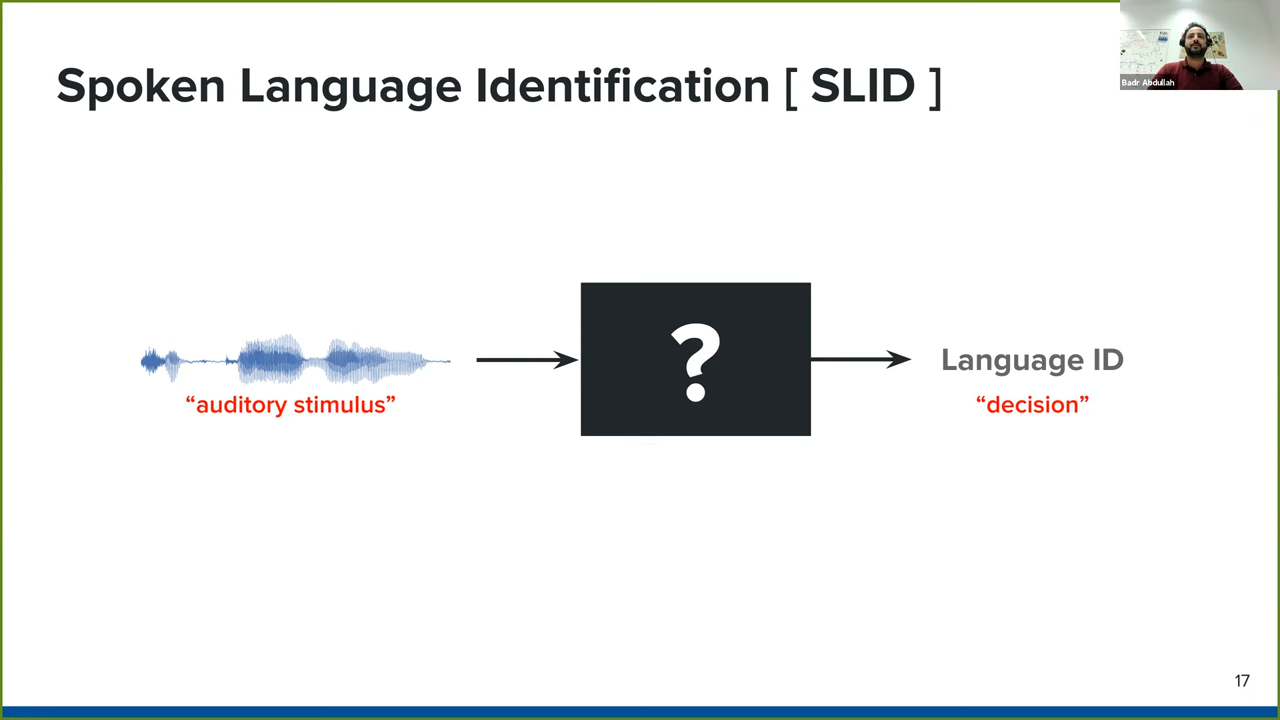 Spoken Language Identification [ SLID ]
Badr Abdullah
?
Language ID
“auditory stimulus”
“decision”
17